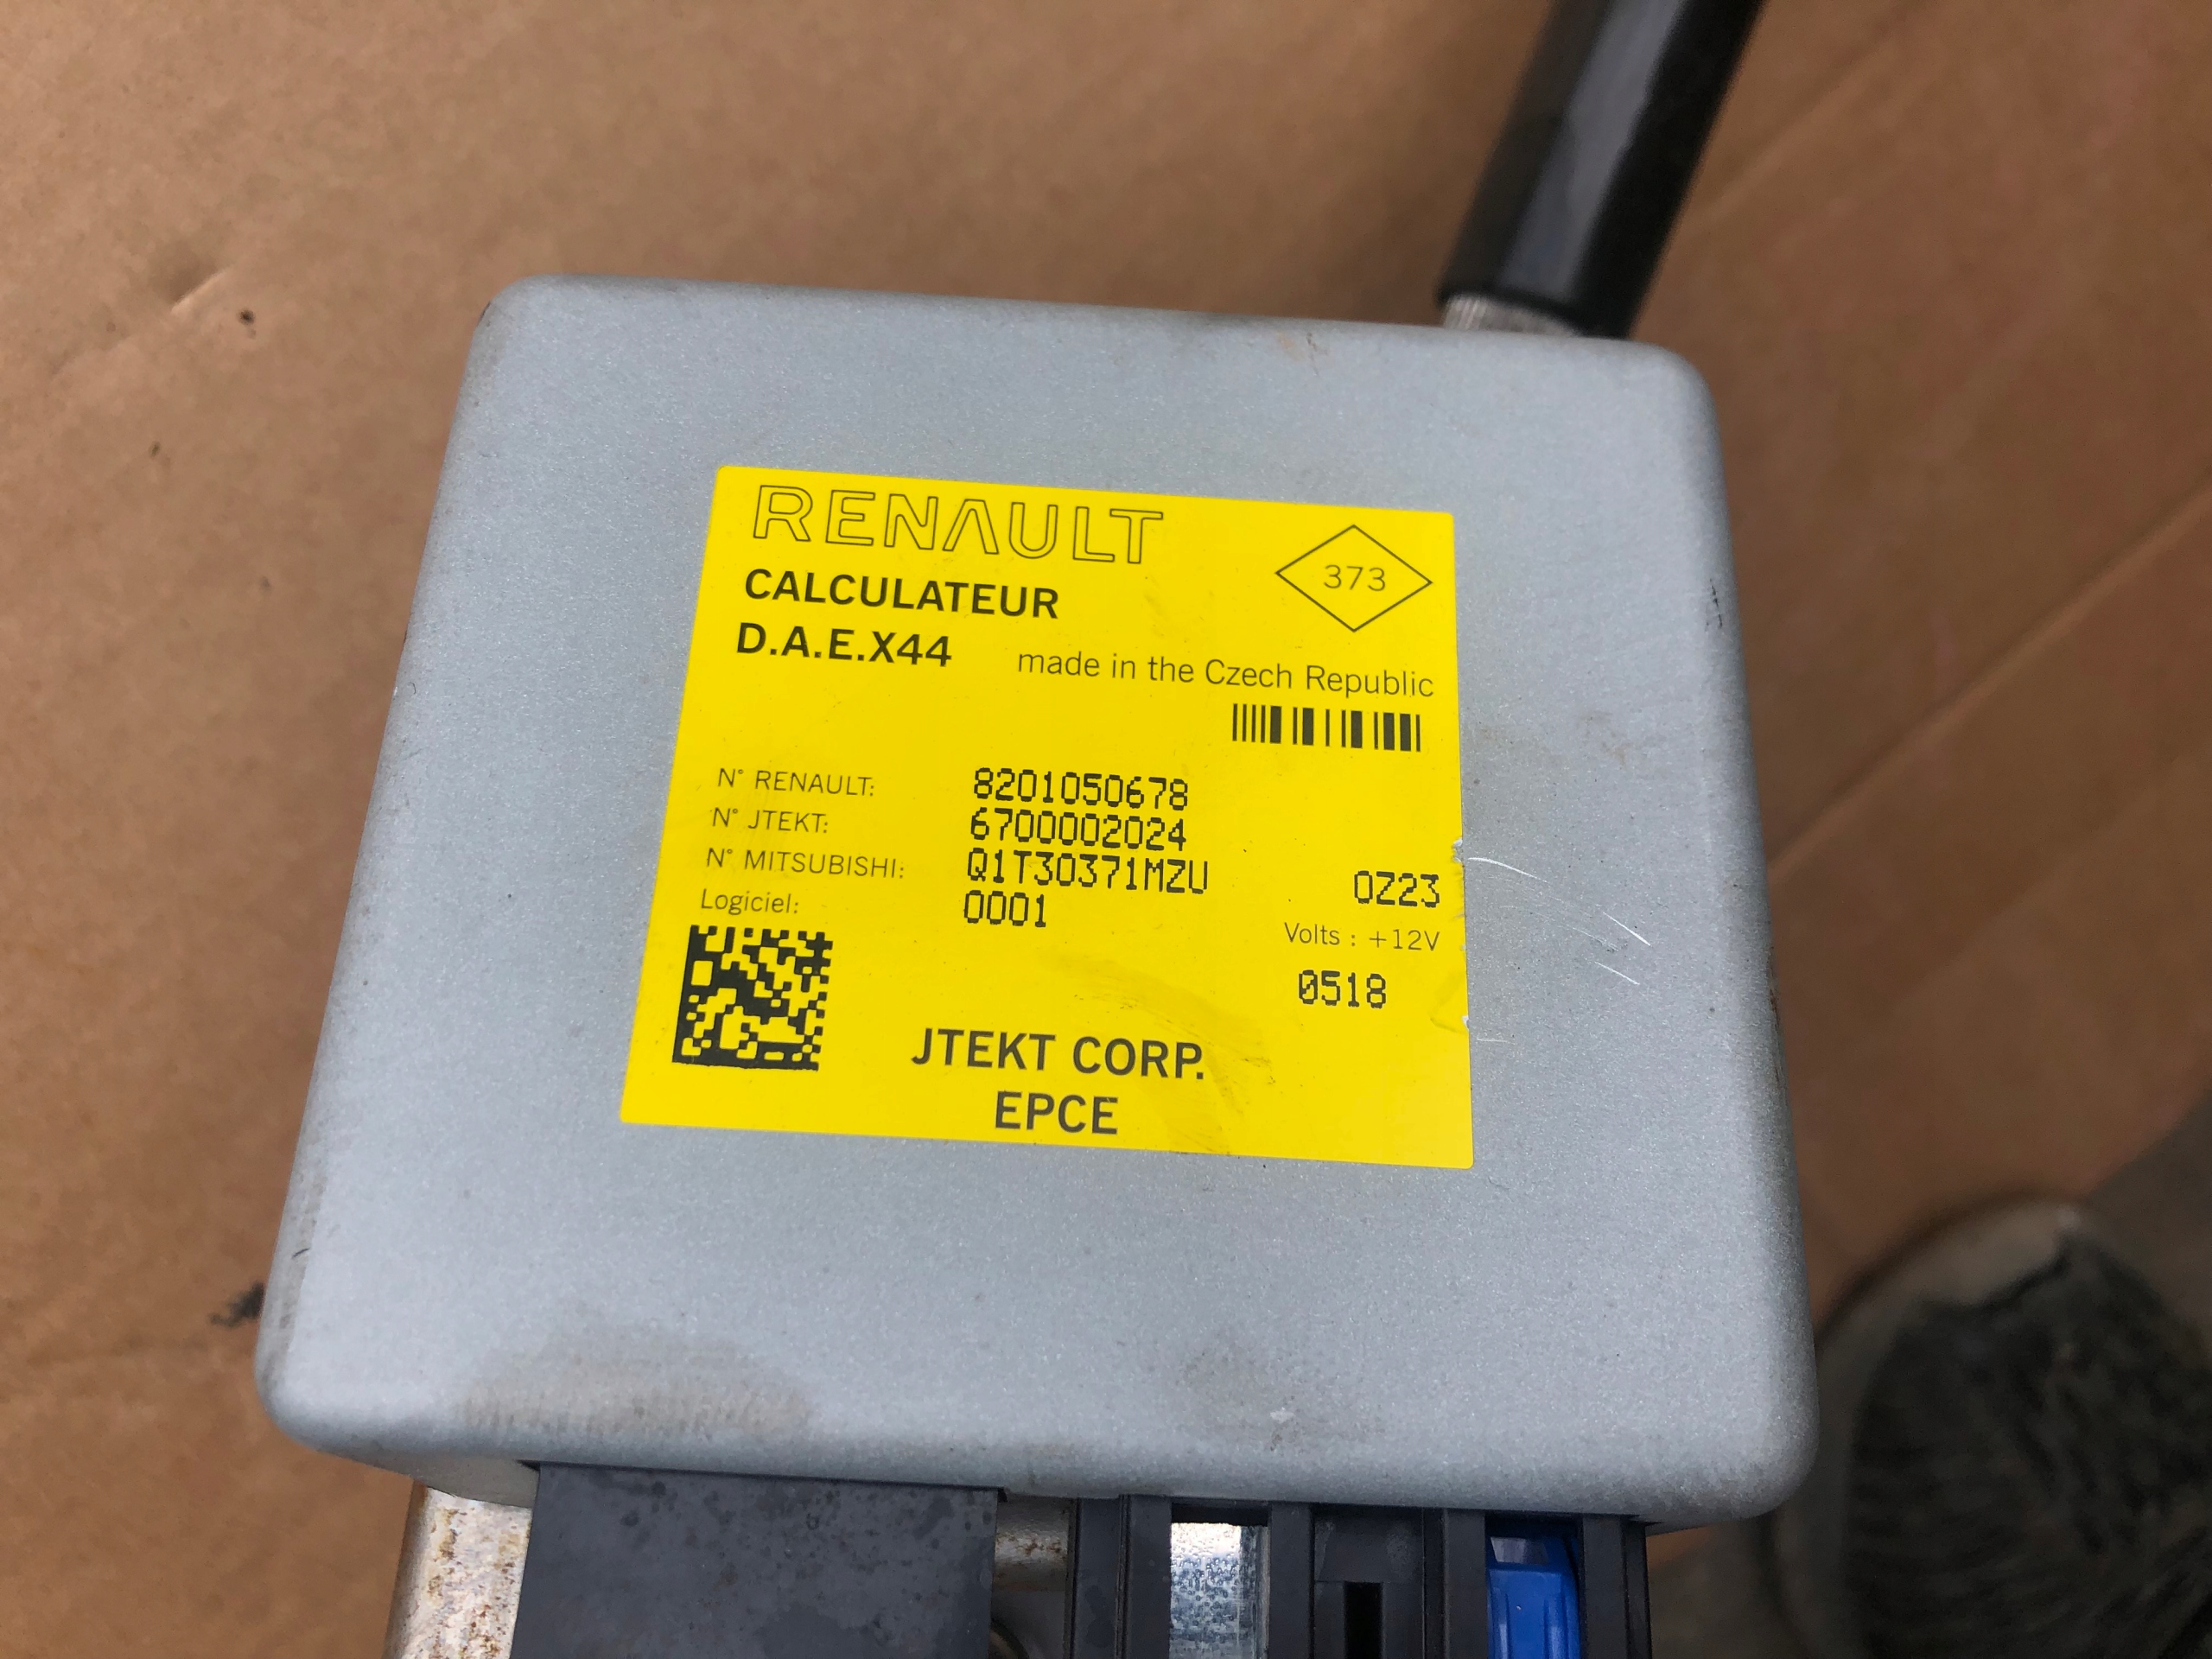 RENAULT
373
CALCULATEUR
D.A.E.X44
made in the Czech Republic
N° RENAULT: 8201050678
N° JTEKT: 6700002024
N° MITSUBISHI: Q1T30371MZU 0Z23
Logiciel: 0001
Volts : +12V
0518
JTEKT CORP.
EPCE